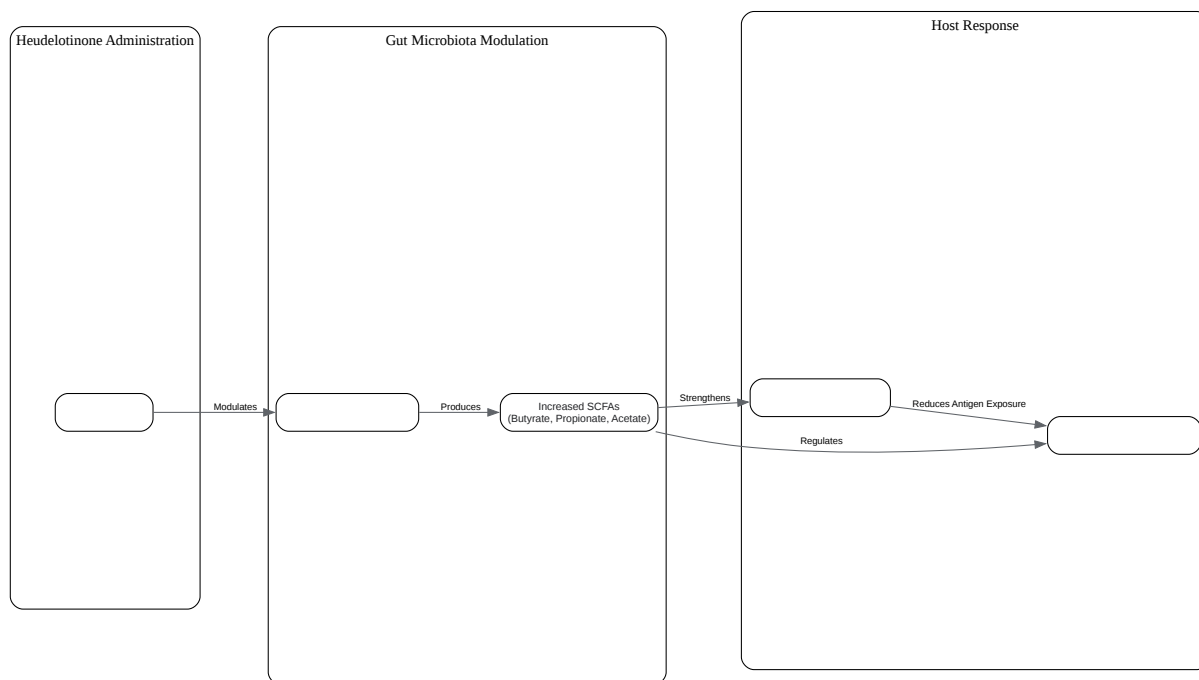 Heudelotinone Administration
Gut Microbiota Modulation
Host Response
Modulates
Produces
Increased SCFAs
(Butyrate, Propionate, Acetate)
Strengthens
Reduces Antigen Exposure
Regulates